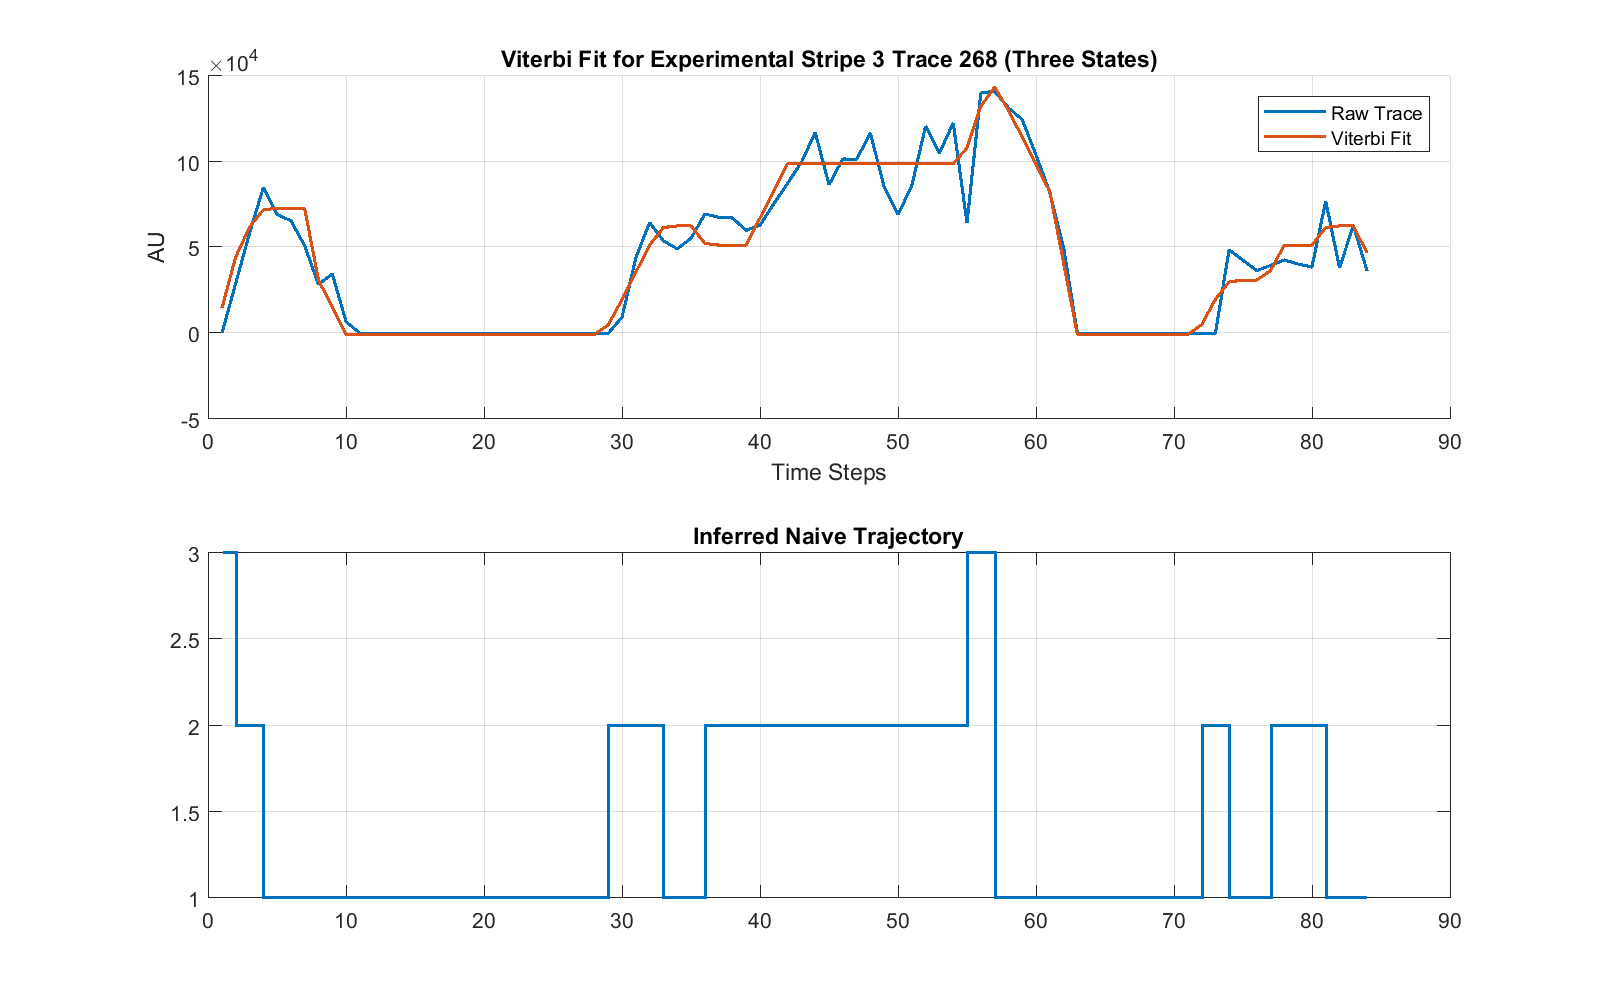 Viterbi Fit for Experimental Stripe 3 Trace 268 (Three States)
×10⁴
15
10
5
0
-5
AU
Raw Trace
Viterbi Fit
0 10 20 30 40 50 60 70 80 90
Time Steps
Inferred Naive Trajectory
3
2.5
2
1.5
1
0 10 20 30 40 50 60 70 80 90